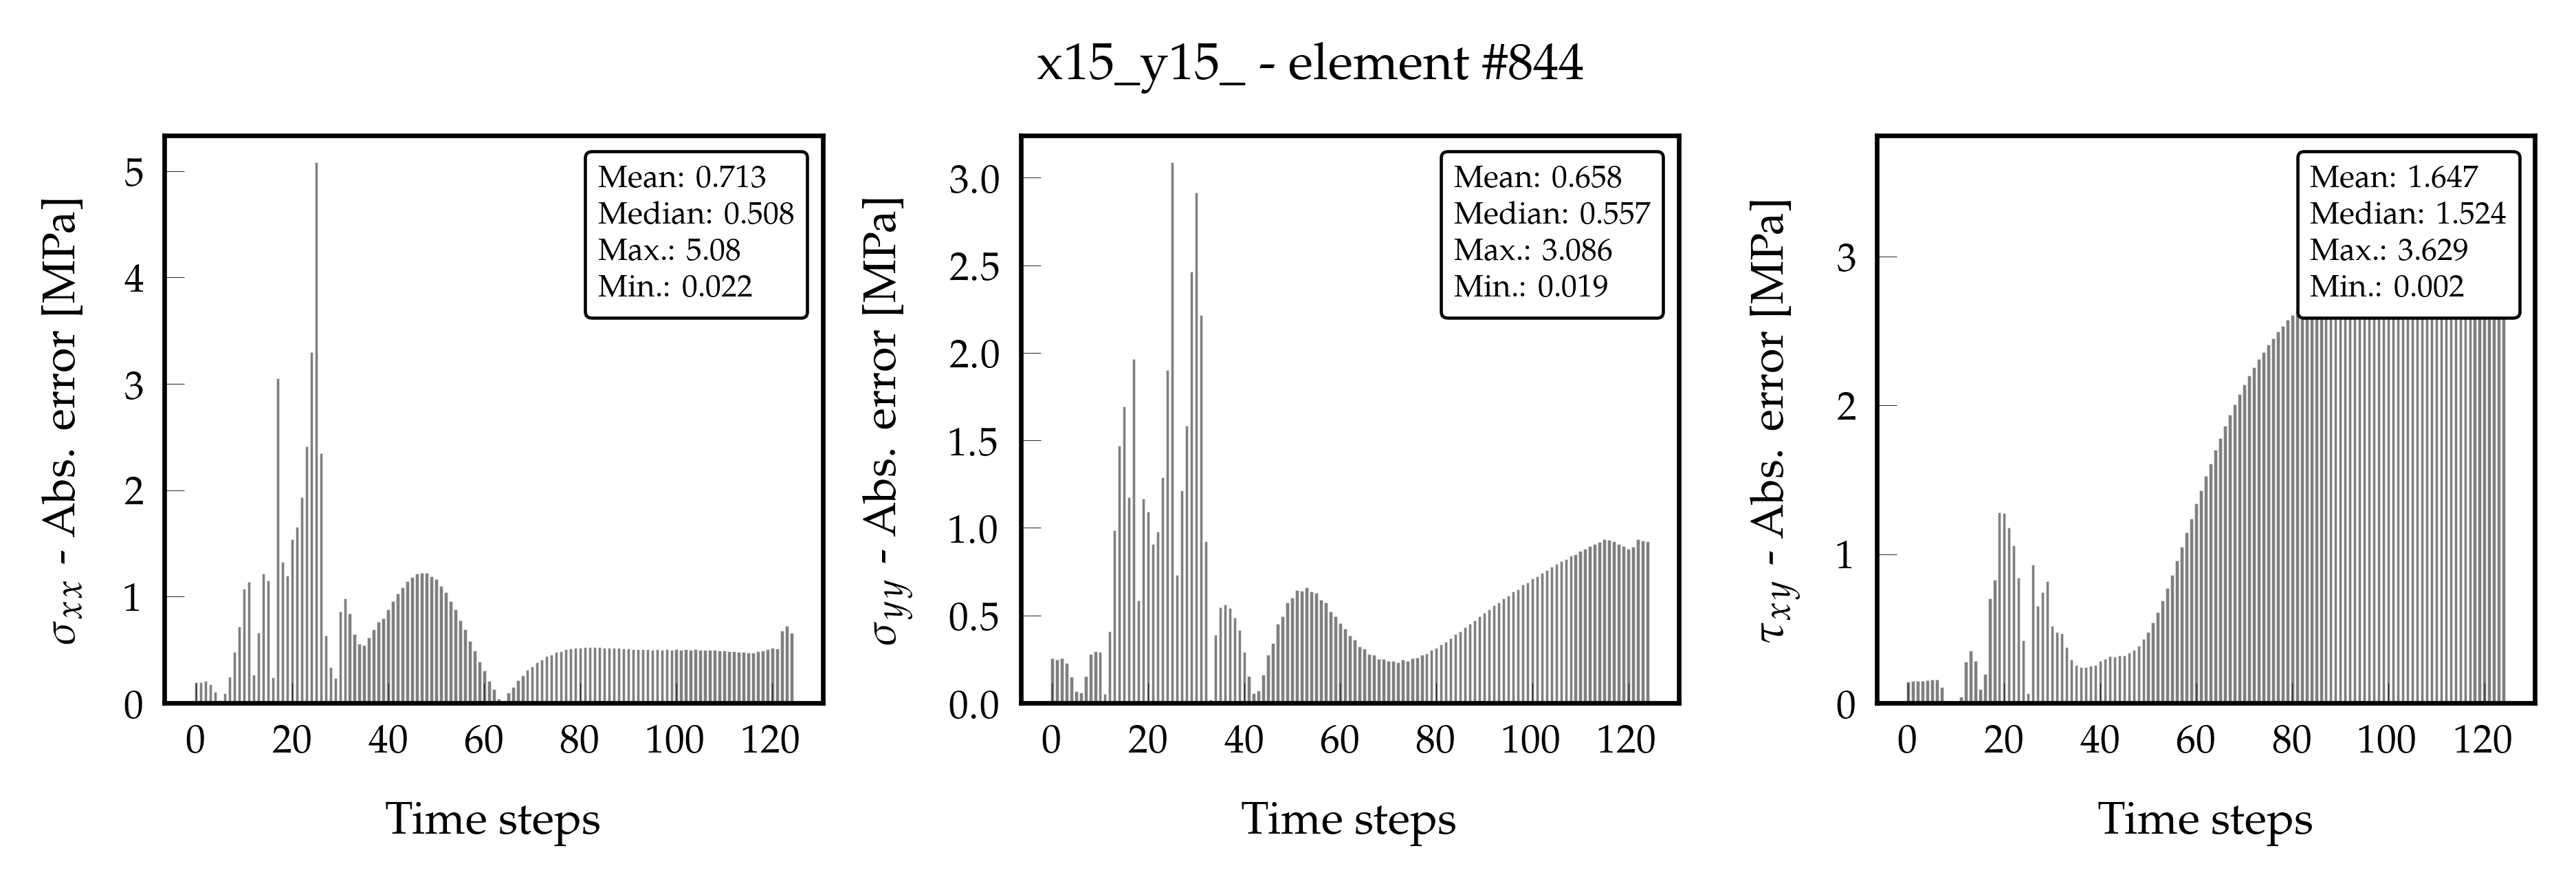 x15_y15_ - element #844
σxx - Abs. error [MPa]
5
4
3
2
1
0
Mean: 0.713
Median: 0.508
Max.: 5.08
Min.: 0.022
0 20 40 60 80 100 120
Time steps
σyy - Abs. error [MPa]
3.0
2.5
2.0
1.5
1.0
0.5
0.0
Mean: 0.658
Median: 0.557
Max.: 3.086
Min.: 0.019
0 20 40 60 80 100 120
Time steps
τxy - Abs. error [MPa]
3
2
1
0
Mean: 1.647
Median: 1.524
Max.: 3.629
Min.: 0.002
0 20 40 60 80 100 120
Time steps